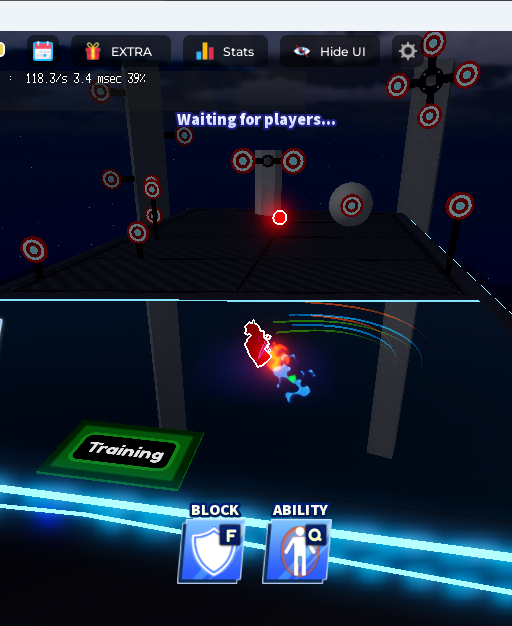 EXTRA
Stats
Hide UI
: 118.3/s 3.4 msec 39%
Waiting for players...
Training
BLOCK
ABILITY
F
Q